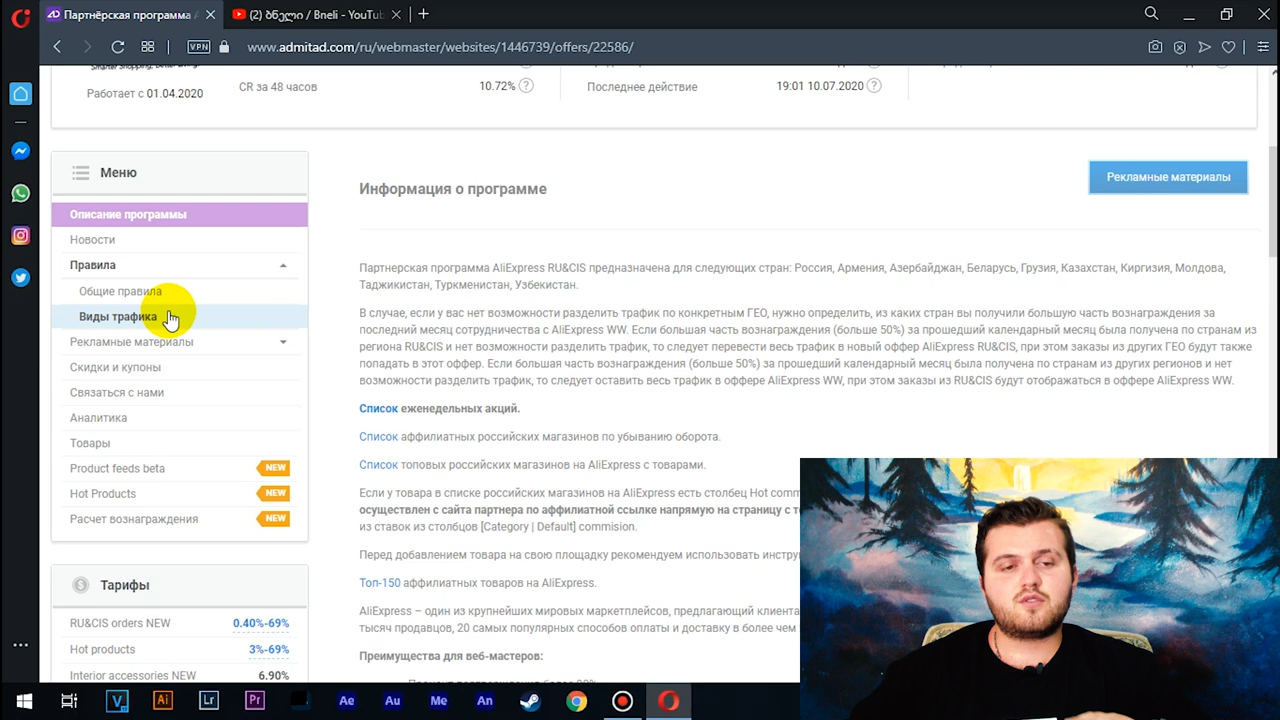 Партнёрская программа A
(2) ბნელი / Bneli - YouTub
VPN
www.admitad.com/ru/webmaster/websites/1446739/offers/22586/
Работает с 01.04.2020
CR за 48 часов
10.72%
Последнее действие
19:01 10.07.2020
Меню
Описание программы
Новости
Правила
Общие правила
Виды трафика
Рекламные материалы
Скидки и купоны
Связаться с нами
Аналитика
Товары
Product feeds beta NEW
Hot Products NEW
Расчет вознаграждения NEW
Тарифы
RU&CIS orders NEW 0.40%-69%
Hot products 3%-69%
Interior accessories NEW 6.90%
Информация о программе
Рекламные материалы
Партнерская программа AliExpress RU&CIS предназначена для следующих стран: Россия, Армения, Азербайджан, Беларусь, Грузия, Казахстан, Киргизия, Молдова,
Таджикистан, Туркменистан, Узбекистан.
В случае, если у вас нет возможности разделить трафик по конкретным ГЕО, нужно определить, из каких стран вы получили большую часть вознаграждения за
последний месяц сотрудничества с AliExpress WW. Если большая часть вознаграждения (больше 50%) за прошедший календарный месяц была получена по странам из
региона RU&CIS и нет возможности разделить трафик, то следует перевести весь трафик в новый оффер AliExpress RU&CIS, при этом заказы из других ГЕО будут также
попадать в этот оффер. Если большая часть вознаграждения (больше 50%) за прошедший календарный месяц была получена по странам из других регионов и нет
возможности разделить трафик, то следует оставить весь трафик в оффере AliExpress WW, при этом заказы из RU&CIS будут отображаться в оффере AliExpress WW.
Список еженедельных акций.
Список аффилиатных российских магазинов по убыванию оборота.
Список топовых российских магазинов на AliExpress с товарами.
Если у товара в списке российских магазинов на AliExpress есть столбец Hot comm
осуществлен с сайта партнера по аффилиатной ссылке напрямую на страницу с т
из ставок из столбцов [Category | Default] commision.
Перед добавлением товара на свою площадку рекомендуем использовать инстру
Топ-150 аффилиатных товаров на AliExpress.
AliExpress – один из крупнейших мировых маркетплейсов, предлагающий клиента
тысяч продавцов, 20 самых популярных способов оплаты и доставку в более чем
Преимущества для веб-мастеров:
V
Ai
Lr
Pr
Ae
Au
Me
An